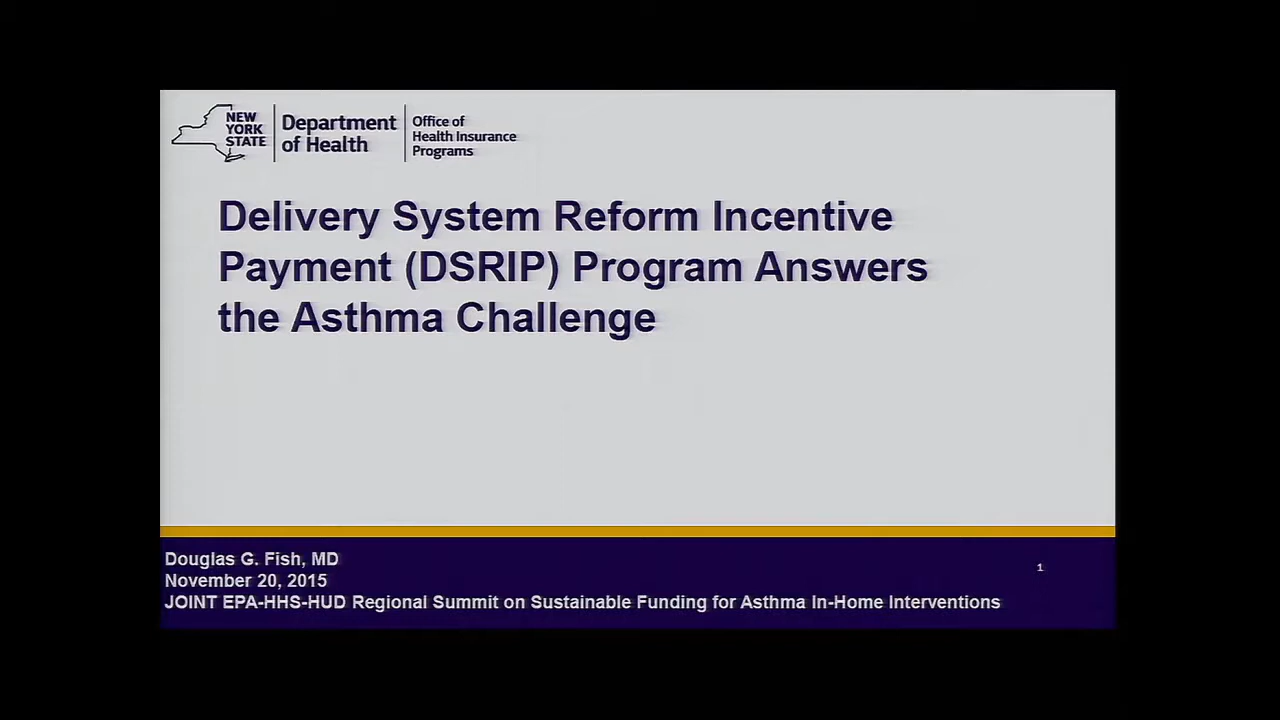 NEW
YORK
STATE
Department
of Health
Office of
Health Insurance
Programs
Delivery System Reform Incentive
Payment (DSRIP) Program Answers
the Asthma Challenge
Douglas G. Fish, MD
November 20, 2015
JOINT EPA-HHS-HUD Regional Summit on Sustainable Funding for Asthma In-Home Interventions
1